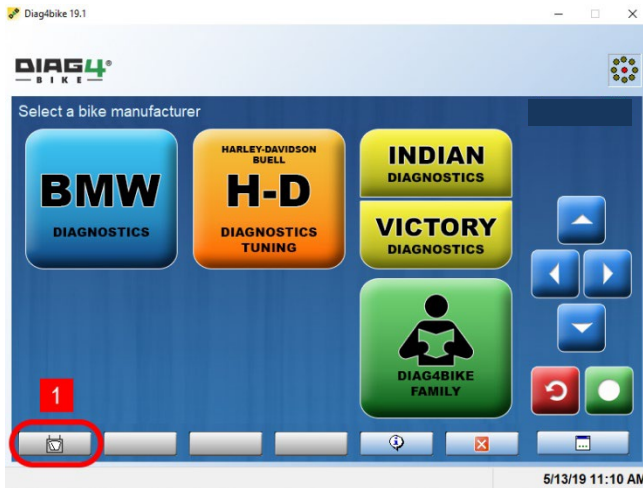 Diag4bike 19.1
DIAG4®
BIKE
Select a bike manufacturer
BMW
DIAGNOSTICS
HARLEY-DAVIDSON
BUELL
H-D
DIAGNOSTICS
TUNING
INDIAN
DIAGNOSTICS
VICTORY
DIAGNOSTICS
DIAG4BIKE
FAMILY
1
5/13/19 11:10 AM